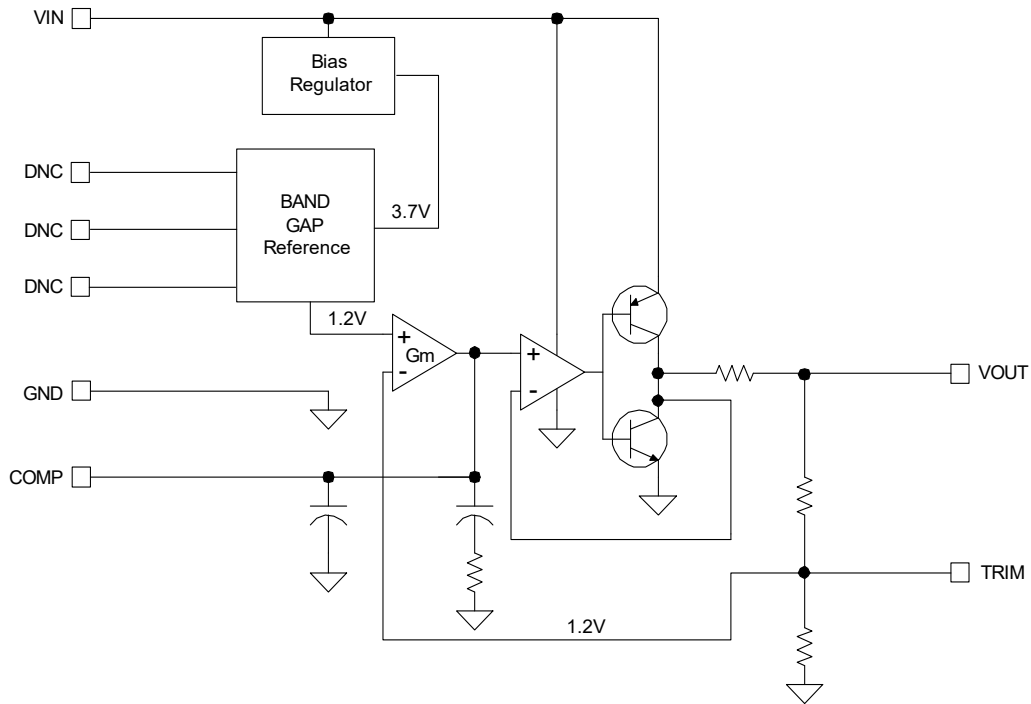 VIN
Bias
Regulator
DNC
BAND
GAP
Reference
3.7V
DNC
DNC
1.2V
+
Gm
-
+
-
GND
VOUT
COMP
TRIM
1.2V